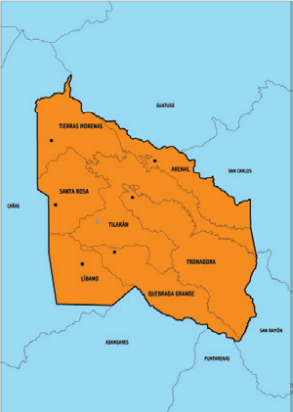 GUATUSO
TIERRAS MORENAS
ARENAL
SAN CARLOS
SANTA ROSA
CAÑAS
TILARÁN
TRONADORA
LÍBANO
QUEBRADA GRANDE
SAN RAMÓN
ABANGARES
PUNTARENAS